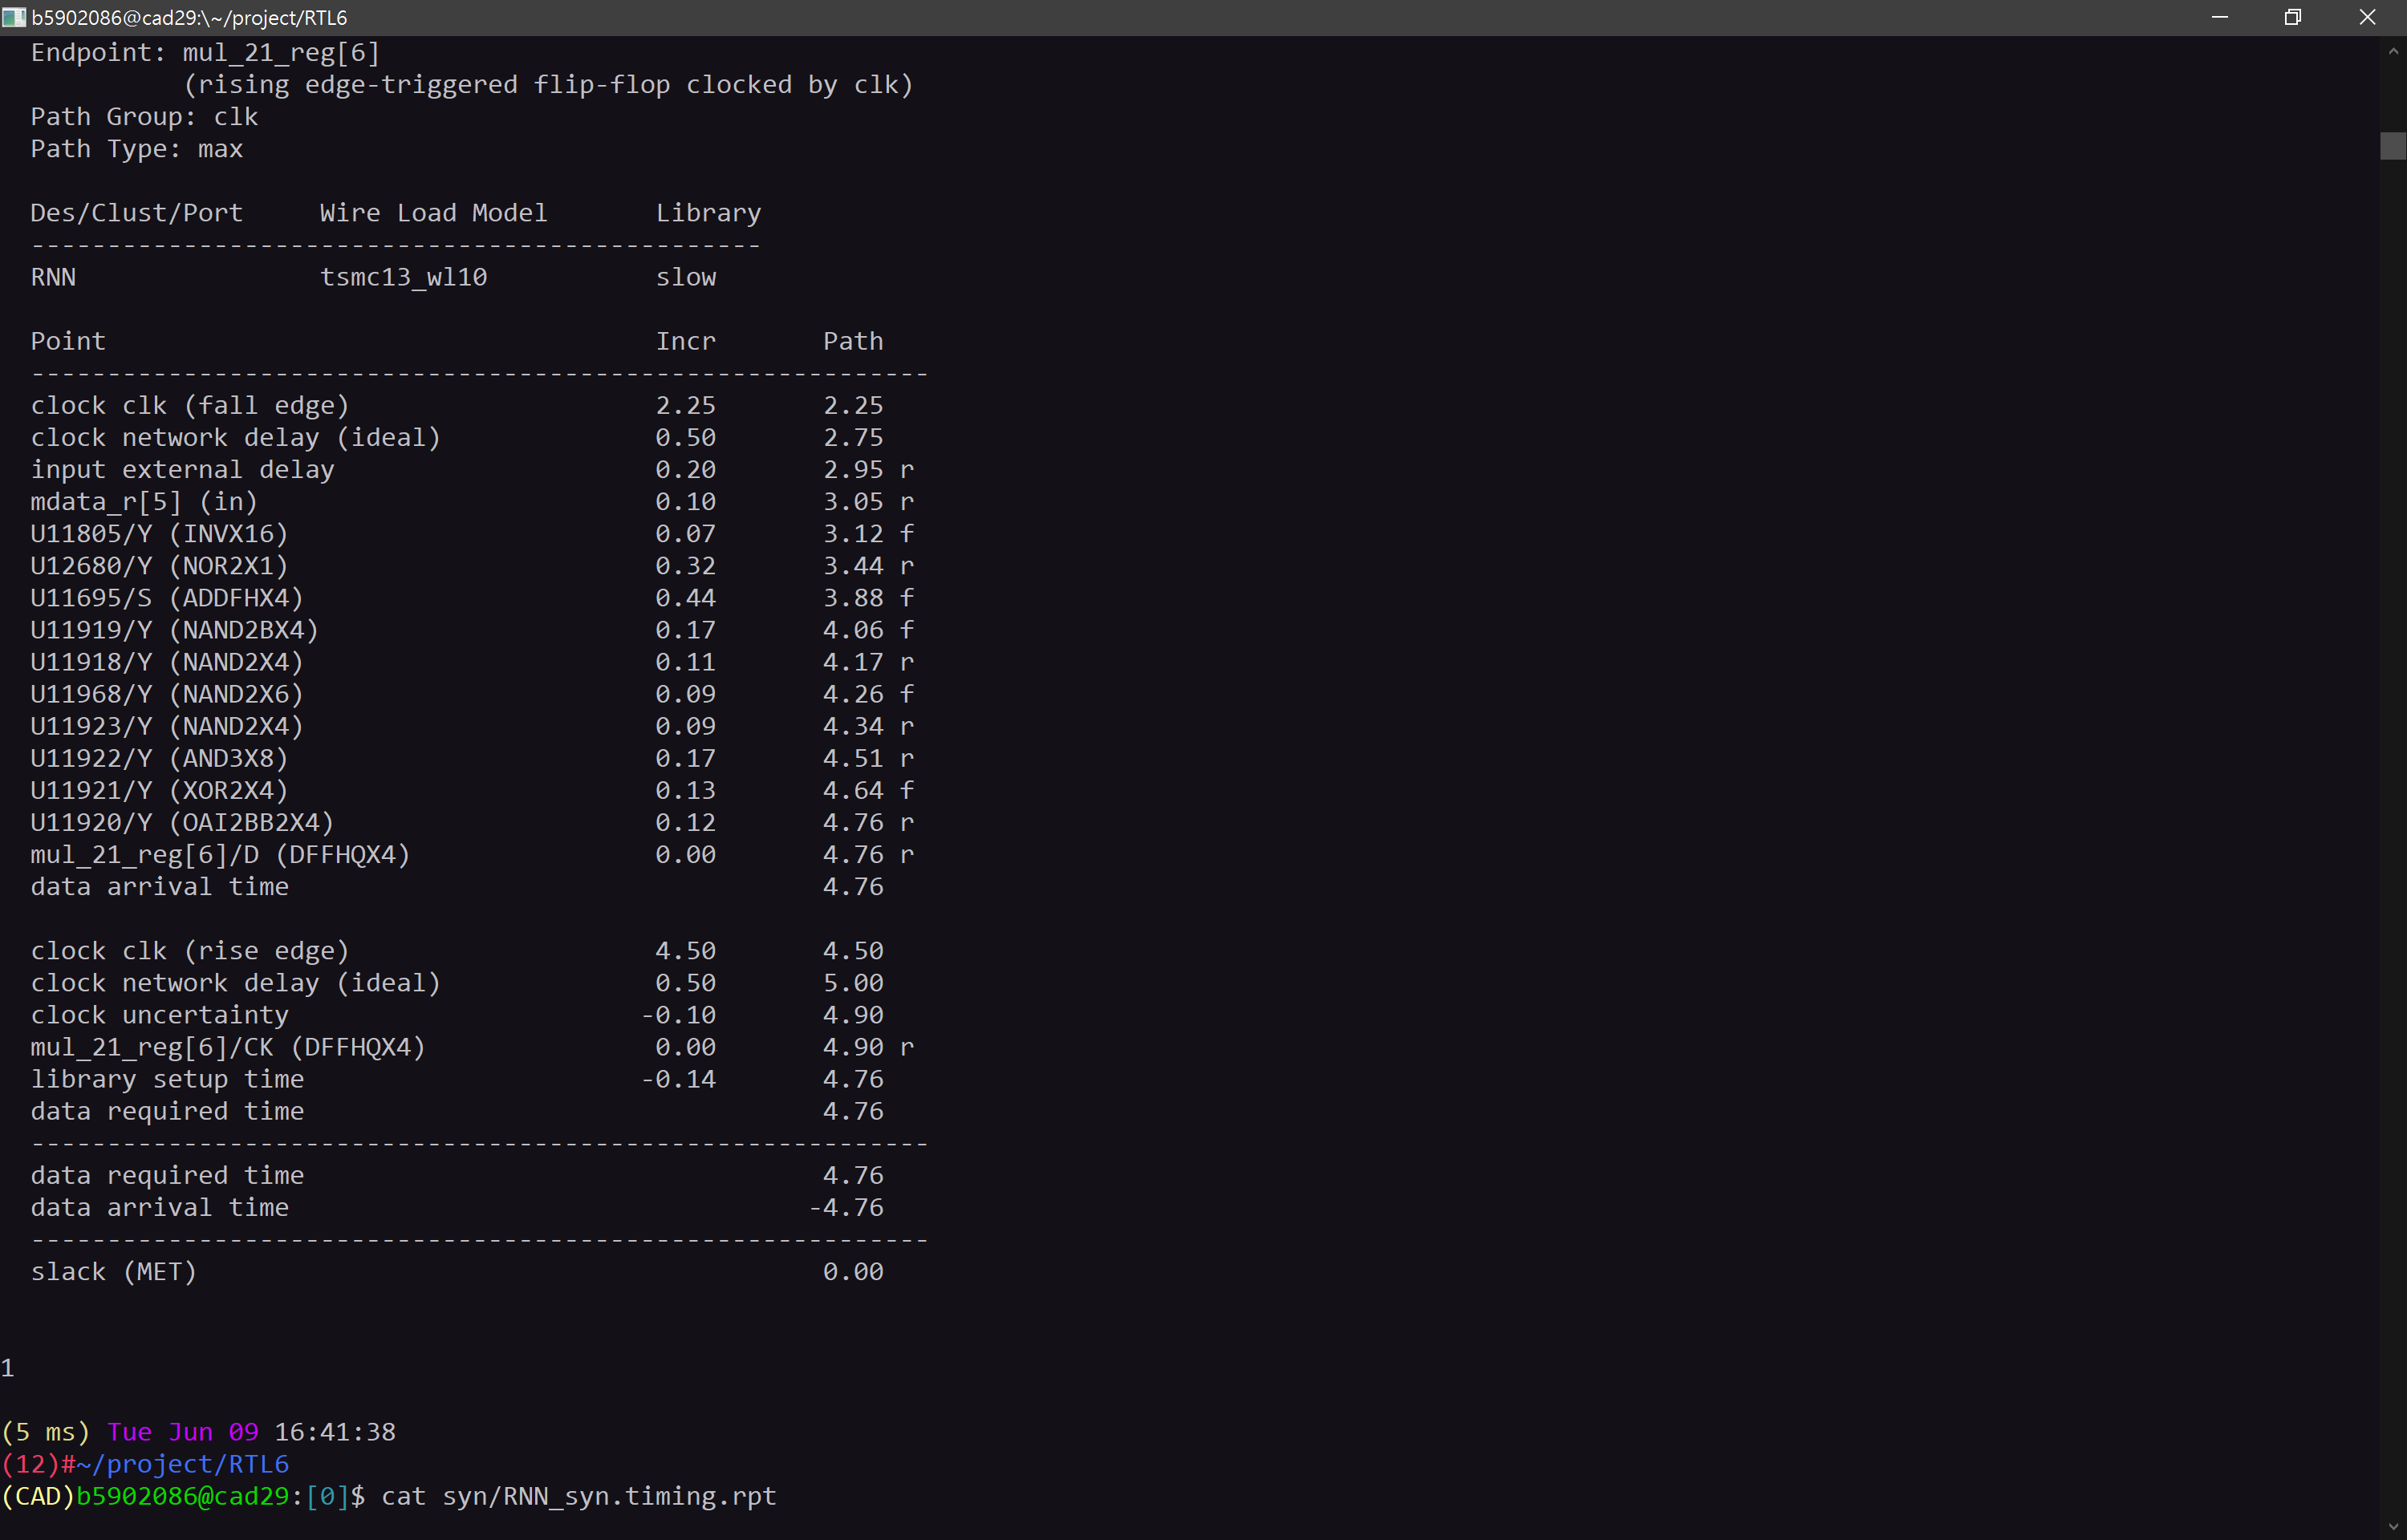 b5902086@cad29:\~/project/RTL6
Endpoint: mul_21_reg[6]
(rising edge-triggered flip-flop clocked by clk)
Path Group: clk
Path Type: max
Des/Clust/Port     Wire Load Model       Library
------------------------------------------------
RNN                tsmc13_wl10           slow
Point                                    Incr       Path
-----------------------------------------------------------
clock clk (fall edge)                    2.25       2.25
clock network delay (ideal)              0.50       2.75
input external delay                     0.20       2.95 r
mdata_r[5] (in)                          0.10       3.05 r
U11805/Y (INVX16)                        0.07       3.12 f
U12680/Y (NOR2X1)                        0.32       3.44 r
U11695/S (ADDFHX4)                       0.44       3.88 f
U11919/Y (NAND2BX4)                      0.17       4.06 f
U11918/Y (NAND2X4)                       0.11       4.17 r
U11968/Y (NAND2X6)                       0.09       4.26 f
U11923/Y (NAND2X4)                       0.09       4.34 r
U11922/Y (AND3X8)                        0.17       4.51 r
U11921/Y (XOR2X4)                        0.13       4.64 f
U11920/Y (OAI2BB2X4)                     0.12       4.76 r
mul_21_reg[6]/D (DFFHQX4)                0.00       4.76 r
data arrival time                                   4.76
clock clk (rise edge)                    4.50       4.50
clock network delay (ideal)              0.50       5.00
clock uncertainty                       -0.10       4.90
mul_21_reg[6]/CK (DFFHQX4)               0.00       4.90 r
library setup time                      -0.14       4.76
data required time                                  4.76
-----------------------------------------------------------
data required time                                  4.76
data arrival time                                  -4.76
-----------------------------------------------------------
slack (MET)                                         0.00
1
(5 ms) Tue Jun 09 16:41:38
(12)#~/project/RTL6
(CAD)b5902086@cad29:[0]$ cat syn/RNN_syn.timing.rpt